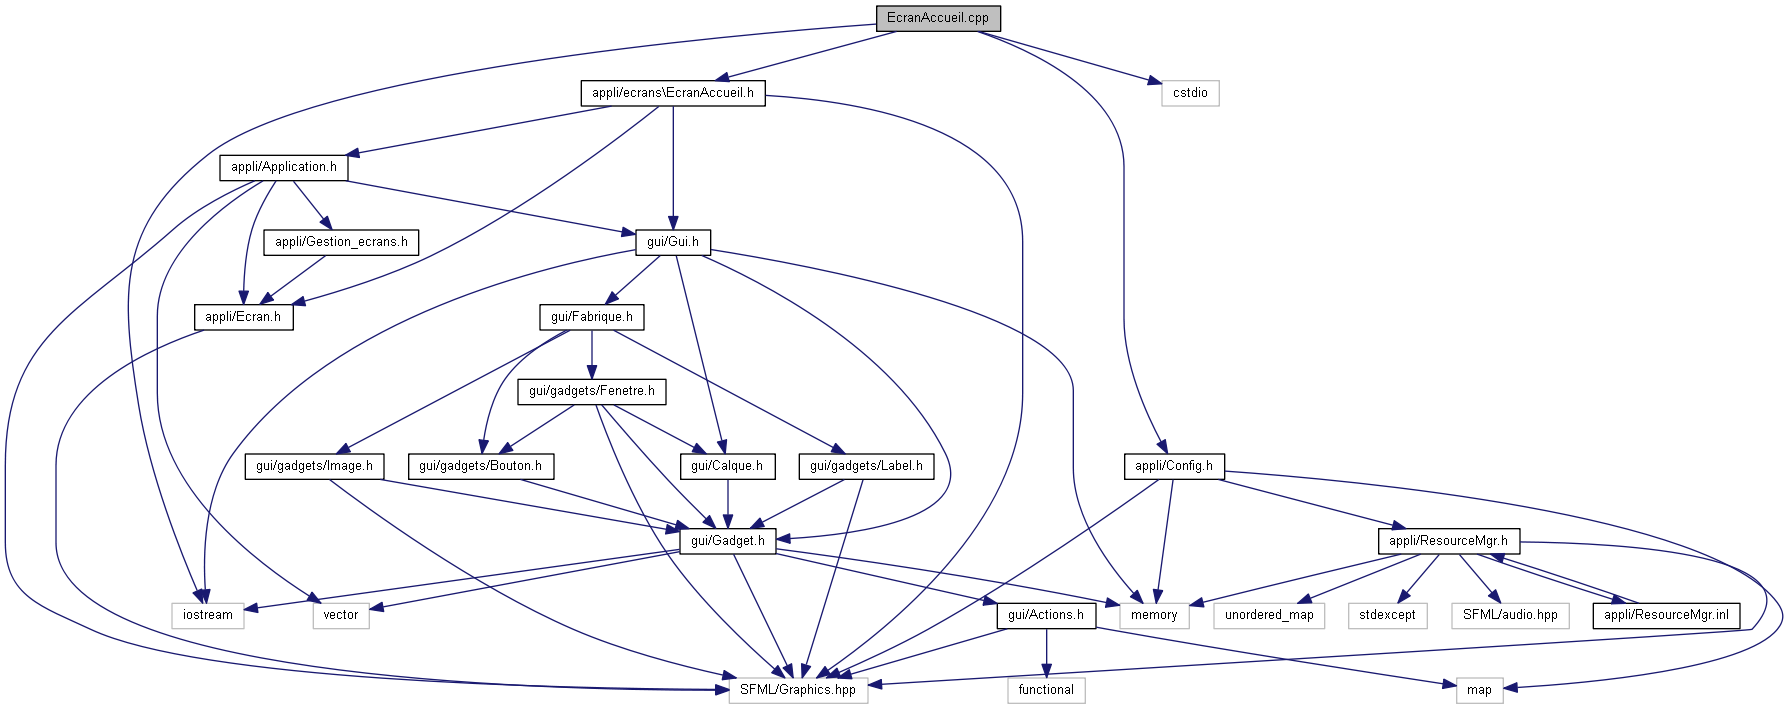 EcranAccueil.cpp
appli/ecrans\EcranAccueil.h
cstdio
appli/Application.h
appli/Gestion_ecrans.h
gui/Gui.h
appli/Ecran.h
gui/Fabrique.h
gui/gadgets/Fenetre.h
gui/gadgets/Image.h
gui/gadgets/Bouton.h
gui/Calque.h
gui/gadgets/Label.h
appli/Config.h
gui/Gadget.h
appli/ResourceMgr.h
iostream
vector
gui/Actions.h
memory
unordered_map
stdexcept
SFML/audio.hpp
appli/ResourceMgr.inl
SFML/Graphics.hpp
functional
map